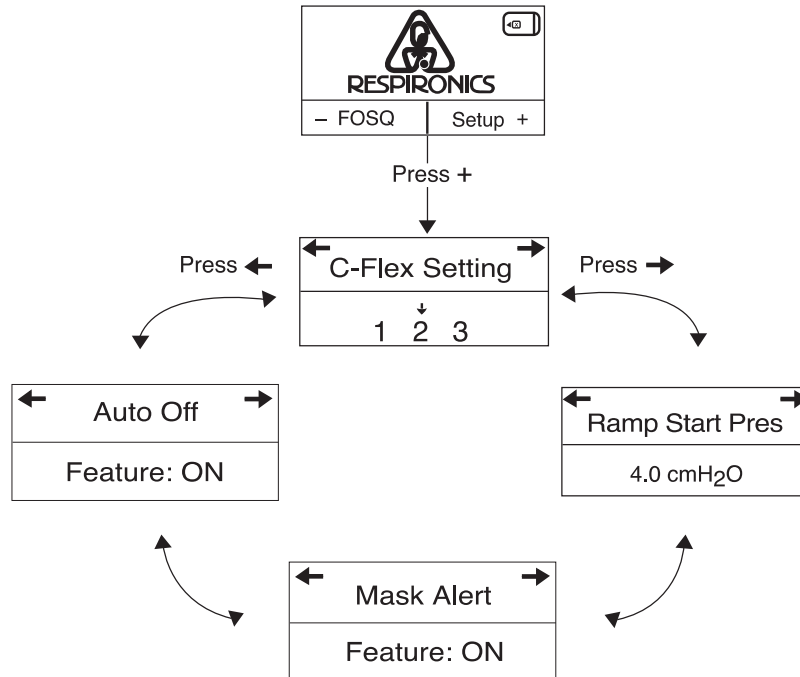 RESPIRONICS
– FOSQ Setup +
Press +
Press ← C-Flex Setting Press →
1 2 3
Auto Off
Feature: ON
Ramp Start Pres
4.0 cmH₂O
Mask Alert
Feature: ON